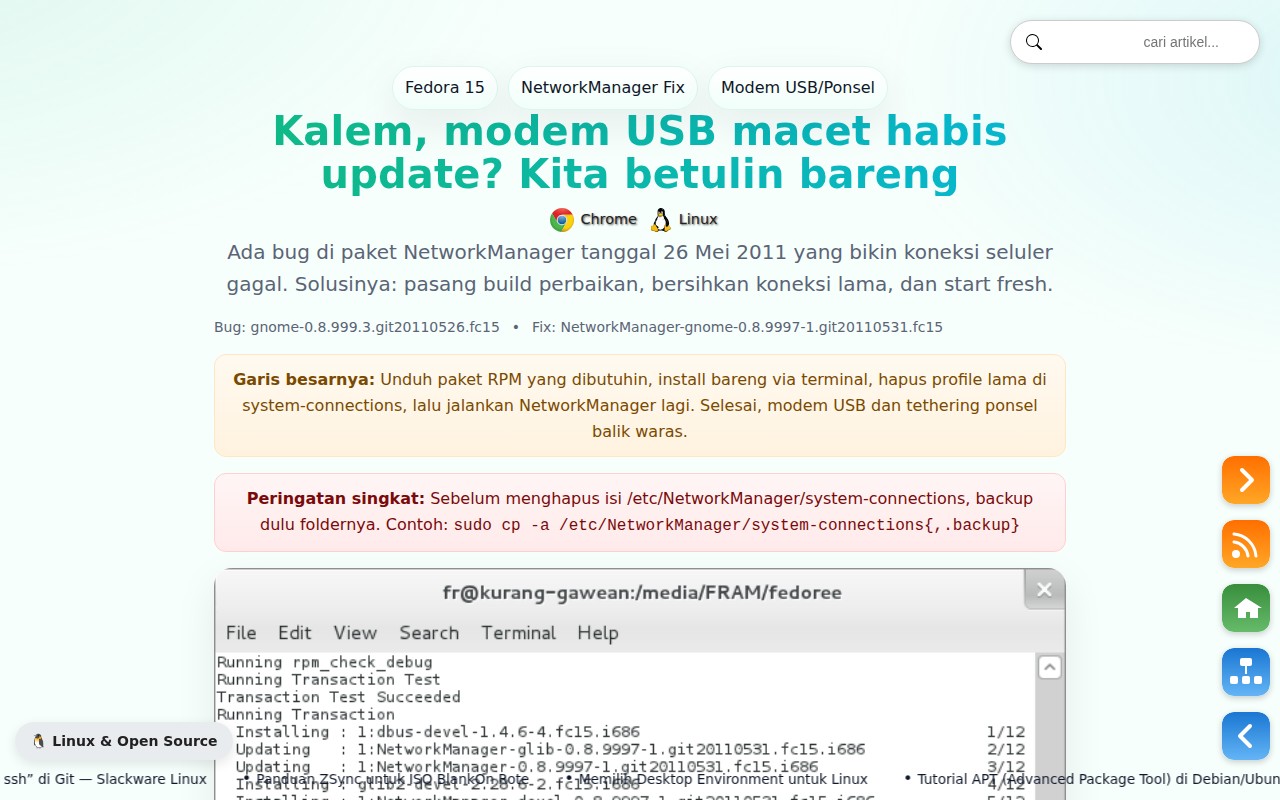 cari artikel...
Fedora 15
NetworkManager Fix
Modem USB/Ponsel
Kalem, modem USB macet habis
update? Kita betulin bareng
Chrome Linux
Ada bug di paket NetworkManager tanggal 26 Mei 2011 yang bikin koneksi seluler
gagal. Solusinya: pasang build perbaikan, bersihkan koneksi lama, dan start fresh.
Bug: gnome-0.8.999.3.git20110526.fc15 • Fix: NetworkManager-gnome-0.8.9997-1.git20110531.fc15
Garis besarnya: Unduh paket RPM yang dibutuhin, install bareng via terminal, hapus profile lama di
system-connections, lalu jalankan NetworkManager lagi. Selesai, modem USB dan tethering ponsel
balik waras.
Peringatan singkat: Sebelum menghapus isi /etc/NetworkManager/system-connections, backup
dulu foldernya. Contoh: sudo cp -a /etc/NetworkManager/system-connections{,.backup}
fr@kurang-gawean:/media/FRAM/fedoree
File Edit View Search Terminal Help
Running rpm_check_debug
Running Transaction Test
Transaction Test Succeeded
Running Transaction
Installing : 1:dbus-devel-1.4.6-4.fc15.i686 1/12
Updating : 1:NetworkManager-glib-0.8.9997-1.git20110531.fc15.i686 2/12
Updating : 1:NetworkManager-0.8.9997-1.git20110531.fc15.i686 3/12
Installing : glib2-devel-2.28.6-2.fc15.i686 4/12
🐧 Linux & Open Source
ssh” di Git — Slackware Linux • Panduan ZSync untuk ISO BlankOn Rote • Memilih Desktop Environment untuk Linux • Tutorial APT (Advanced Package Tool) di Debian/Ubun